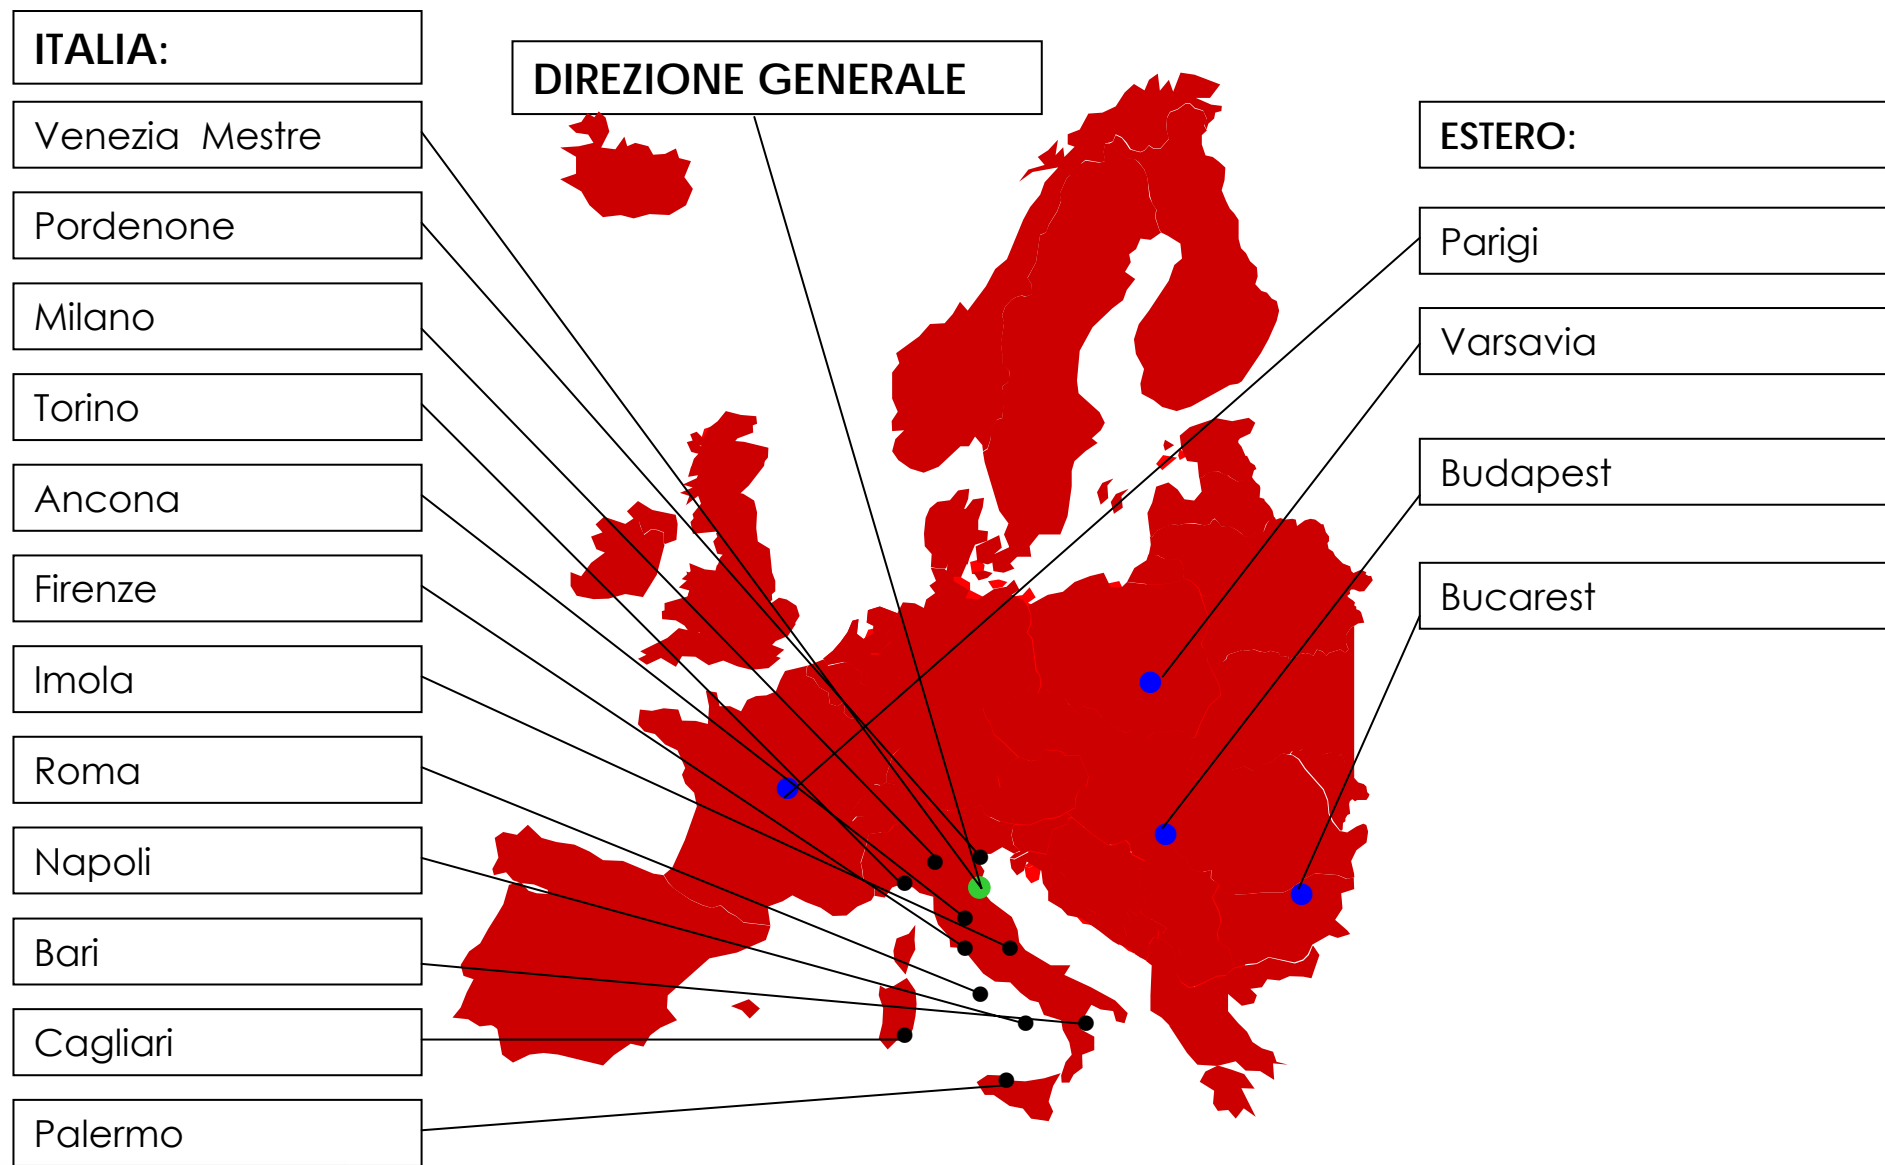 ITALIA:
Venezia  Mestre
Pordenone
Milano
Torino
Ancona
Firenze
Imola
Roma
Napoli
Bari
Cagliari
Palermo
DIREZIONE GENERALE
ESTERO:
Parigi
Varsavia
Budapest
Bucarest